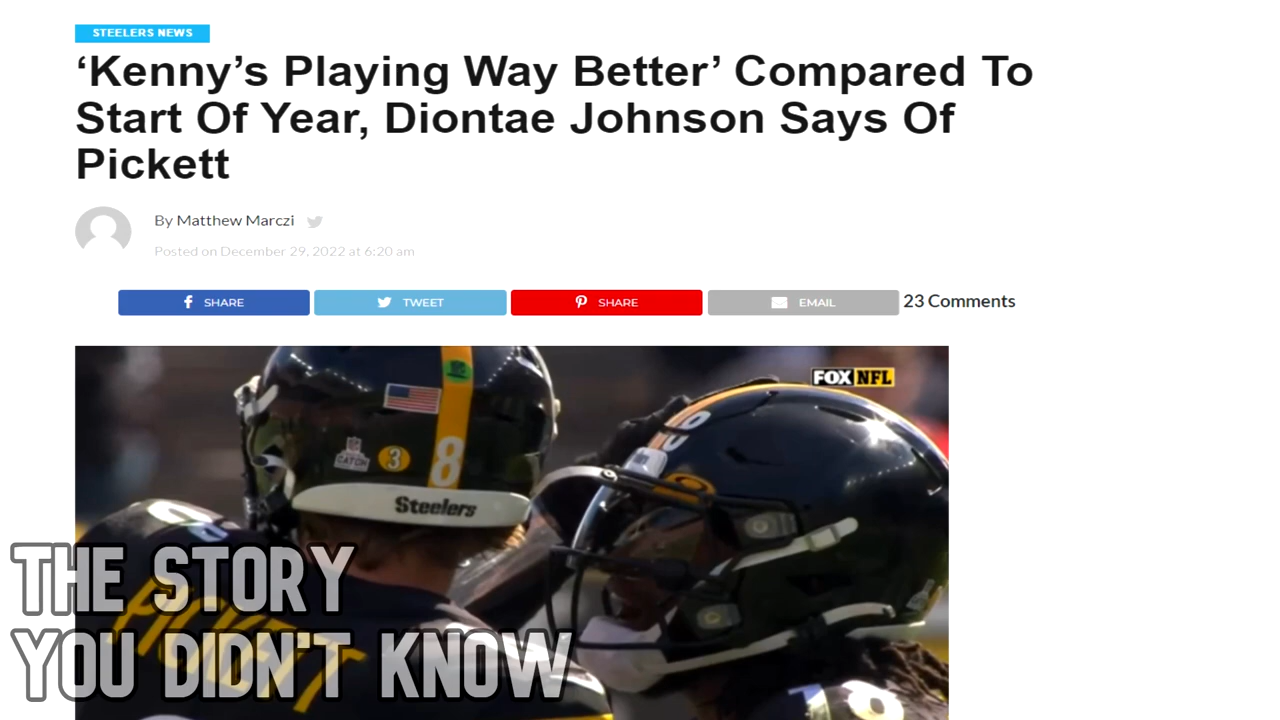 STEELERS NEWS
‘Kenny’s Playing Way Better’ Compared To
Start Of Year, Diontae Johnson Says Of
Pickett
By Matthew Marczi
Posted on December 29, 2022 at 6:20 am
SHARE
TWEET
SHARE
EMAIL
23 Comments
FOX NFL
8
3
Steelers
PICKETT
THE STORY
YOU DIDN'T KNOW